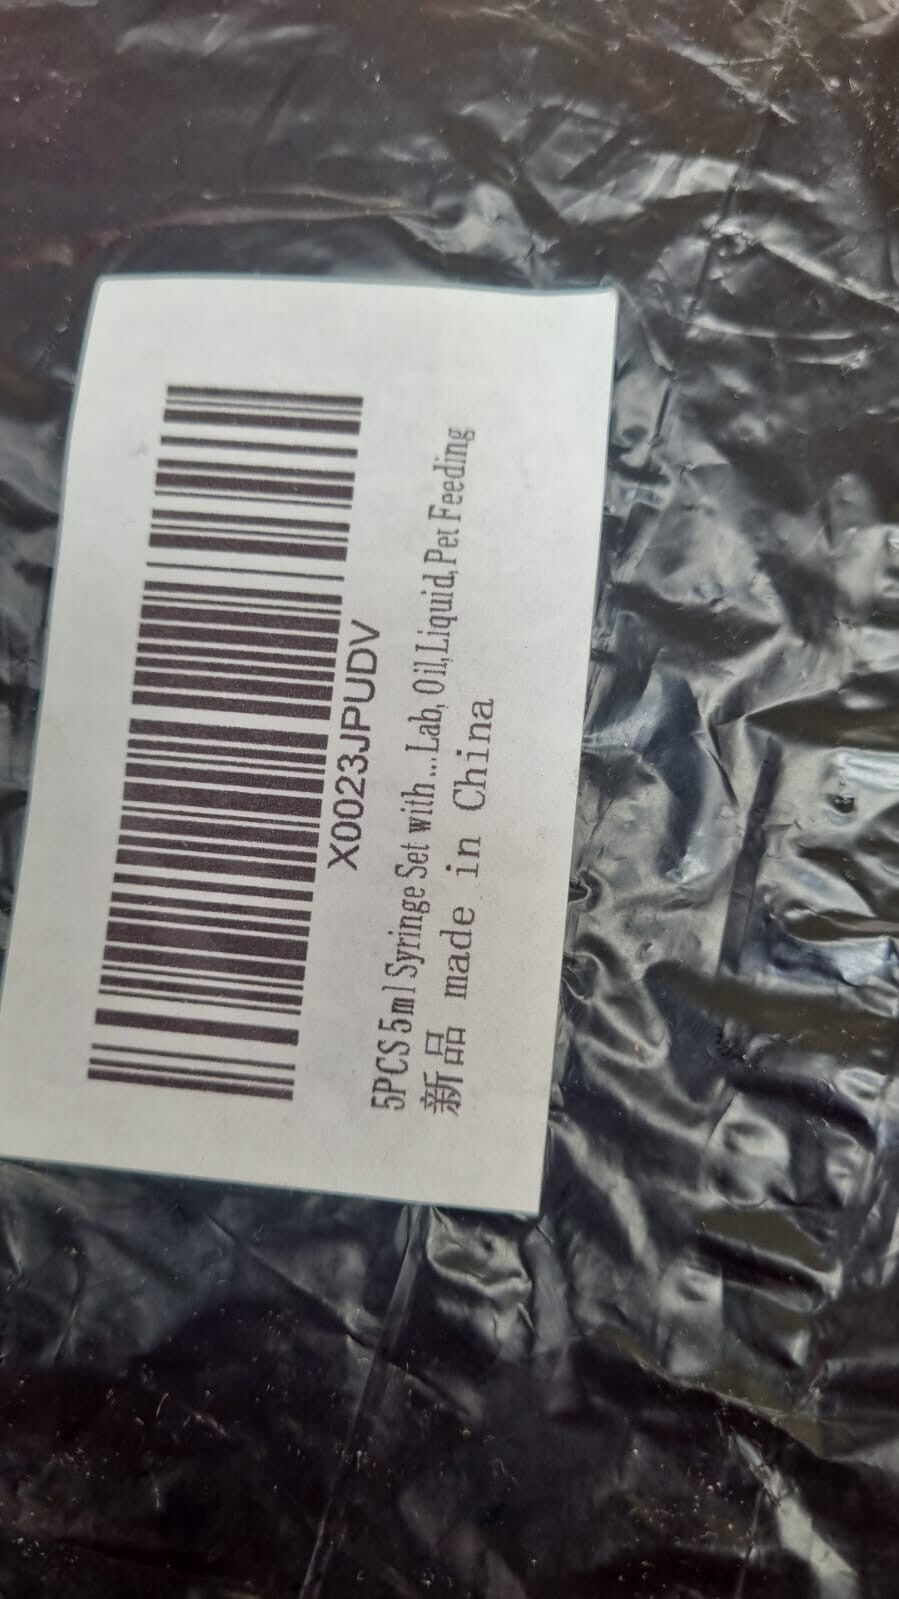 X0023JPUDV
5PCS 5ml Syringe Set with ... Lab, Oil,Liquid,Pet Feeding
新品 made in China